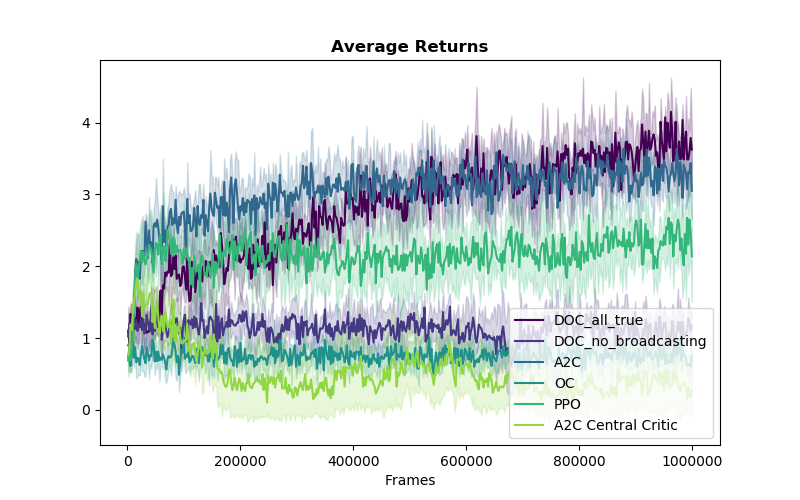 Average Returns
4
3
2
1
0
DOC_all_true
DOC_no_broadcasting
A2C
OC
PPO
A2C Central Critic
0 200000 400000 600000 800000 1000000
Frames